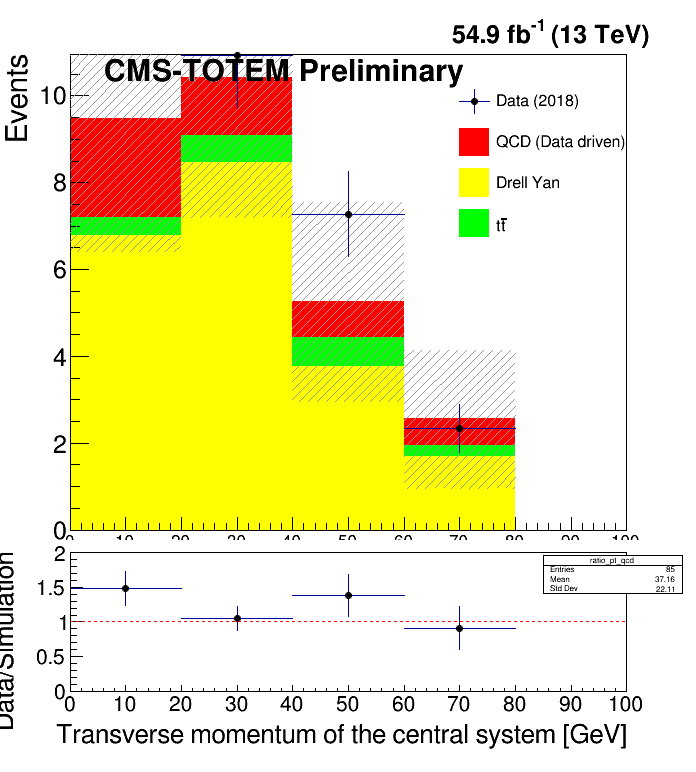 54.9 fb-1 (13 TeV)
CMS-TOTEM Preliminary
Events
10
8
6
4
2
0
Data (2018)
QCD (Data driven)
Drell Yan
tt̄
0 10 20 30 40 50 60 70 80 90 100
Data/Simulation
2
1.5
1
0.5
0
ratio_pt_qcd
Entries 85
Mean 37.16
Std Dev 22.11
0 10 20 30 40 50 60 70 80 90 100
Transverse momentum of the central system [GeV]